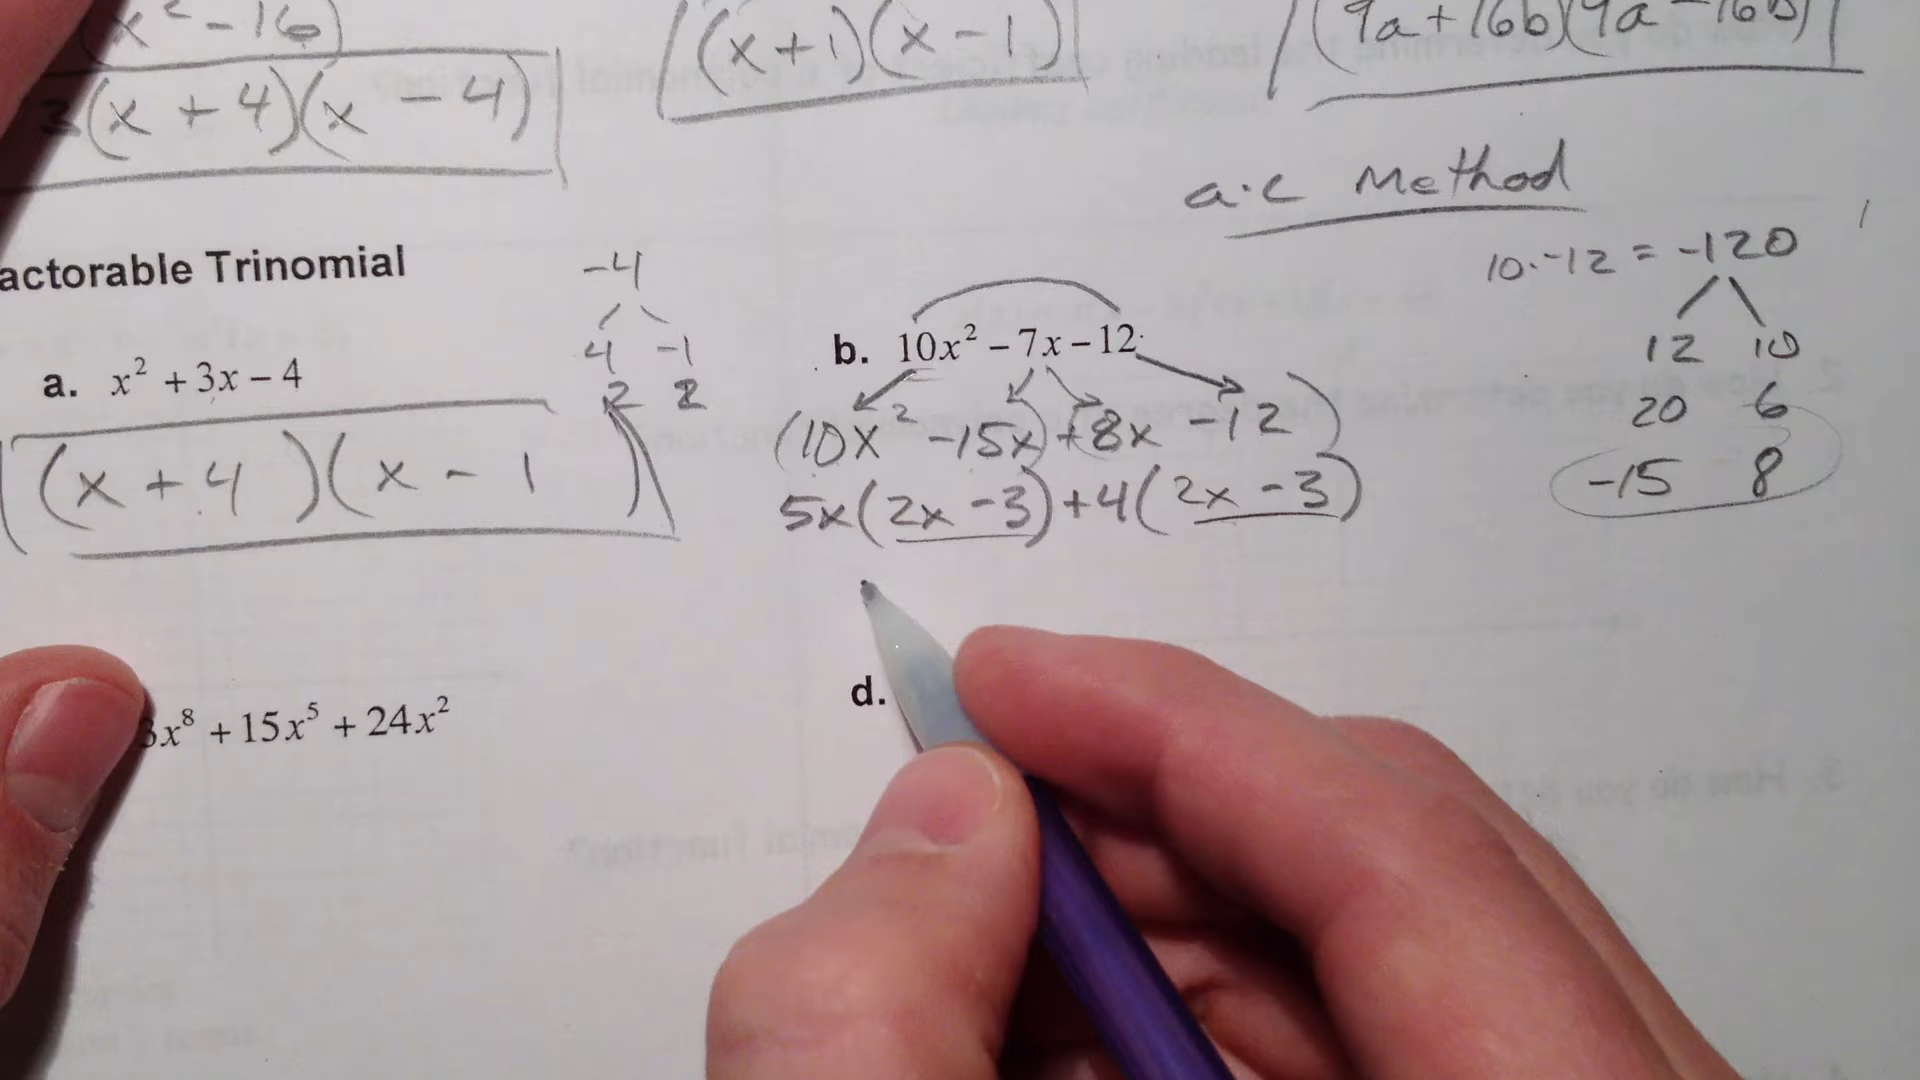 x² - 16)
3(x + 4)(x - 4)
(x+1)(x - 1)
(9a+16b)(9a-16b)
a·c Method
actorable Trinomial
-4
4 -1
2 2
a. x² + 3x - 4
(x + 4)(x - 1)
10·-12 = -120
12 10
20 6
-15 8
b. 10x² - 7x - 12
(10x² -15x)+(8x -12)
5x(2x -3)+4(2x -3)
3x⁸ + 15x⁵ + 24x²
d.